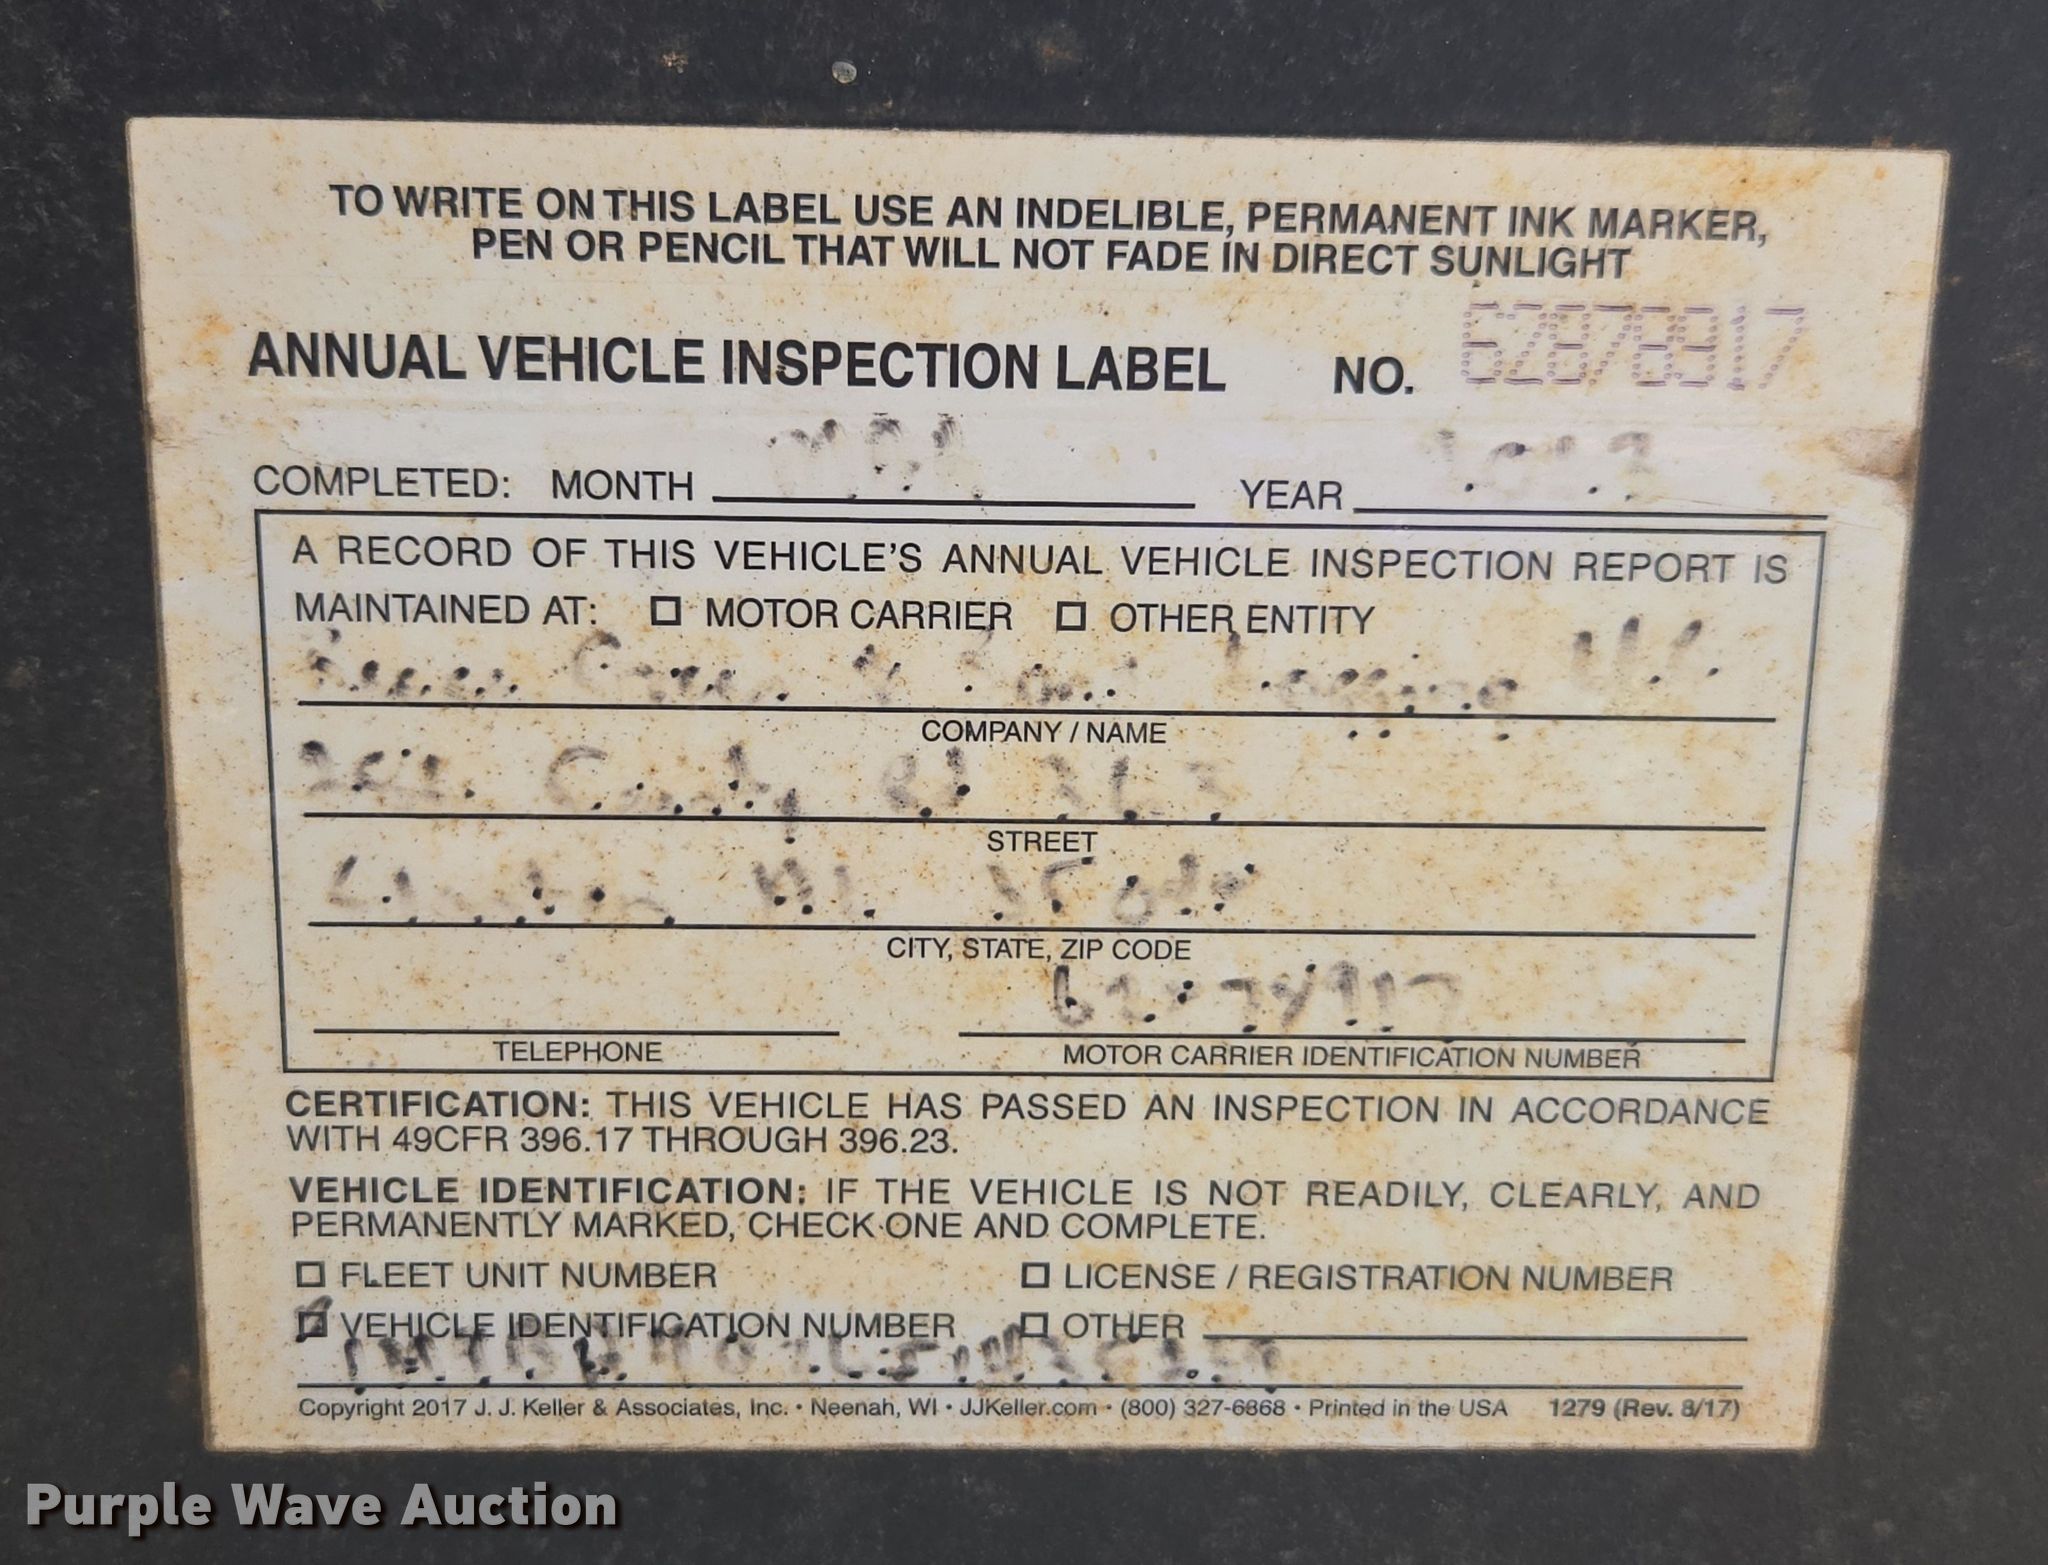 TO WRITE ON THIS LABEL USE AN INDELIBLE, PERMANENT INK MARKER,
PEN OR PENCIL THAT WILL NOT FADE IN DIRECT SUNLIGHT
ANNUAL VEHICLE INSPECTION LABEL NO. 62878917
COMPLETED: MONTH YEAR
A RECORD OF THIS VEHICLE'S ANNUAL VEHICLE INSPECTION REPORT IS
MAINTAINED AT: MOTOR CARRIER OTHER ENTITY
COMPANY / NAME
County Rd 363
STREET
CITY, STATE, ZIP CODE
62878917
TELEPHONE MOTOR CARRIER IDENTIFICATION NUMBER
CERTIFICATION: THIS VEHICLE HAS PASSED AN INSPECTION IN ACCORDANCE
WITH 49CFR 396.17 THROUGH 396.23.
VEHICLE IDENTIFICATION: IF THE VEHICLE IS NOT READILY, CLEARLY, AND
PERMANENTLY MARKED, CHECK ONE AND COMPLETE.
FLEET UNIT NUMBER LICENSE / REGISTRATION NUMBER
VEHICLE IDENTIFICATION NUMBER OTHER
Copyright 2017 J. J. Keller & Associates, Inc. • Neenah, WI • JJKeller.com • (800) 327-6868 • Printed in the USA 1279 (Rev. 8/17)
Purple Wave Auction